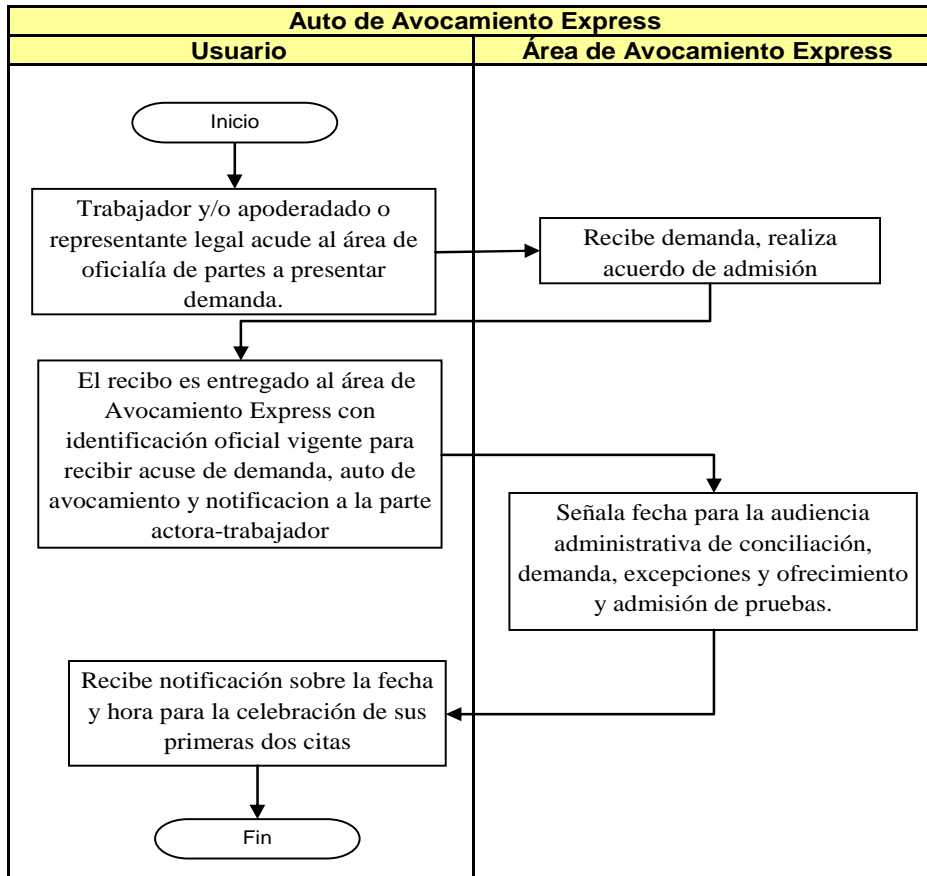 Auto de Avocamiento Express
Usuario
Área de Avocamiento Express
Inicio
Trabajador y/o apoderadado o
representante legal acude al área de
oficialía de partes a presentar
demanda.
Recibe demanda, realiza
acuerdo de admisión
El recibo es entregado al área de
Avocamiento Express con
identificación oficial vigente para
recibir acuse de demanda, auto de
avocamiento y notificacion a la parte
actora-trabajador
Señala fecha para la audiencia
administrativa de conciliación,
demanda, excepciones y ofrecimiento
y admisión de pruebas.
Recibe notificación sobre la fecha
y hora para la celebración de sus
primeras dos citas
Fin